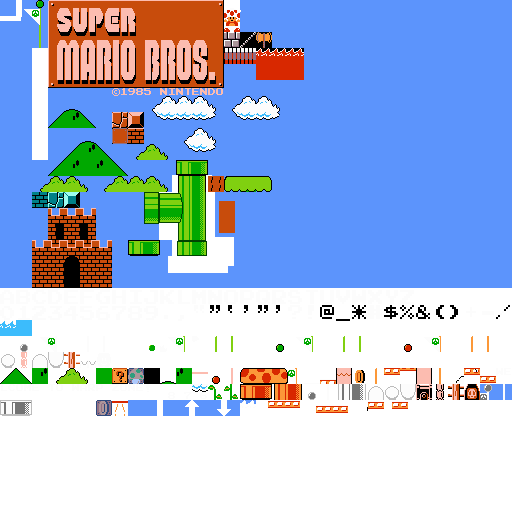 SUPER
MARIO BROS.
©1985 NINTENDO
"'"' @_* $%&() /